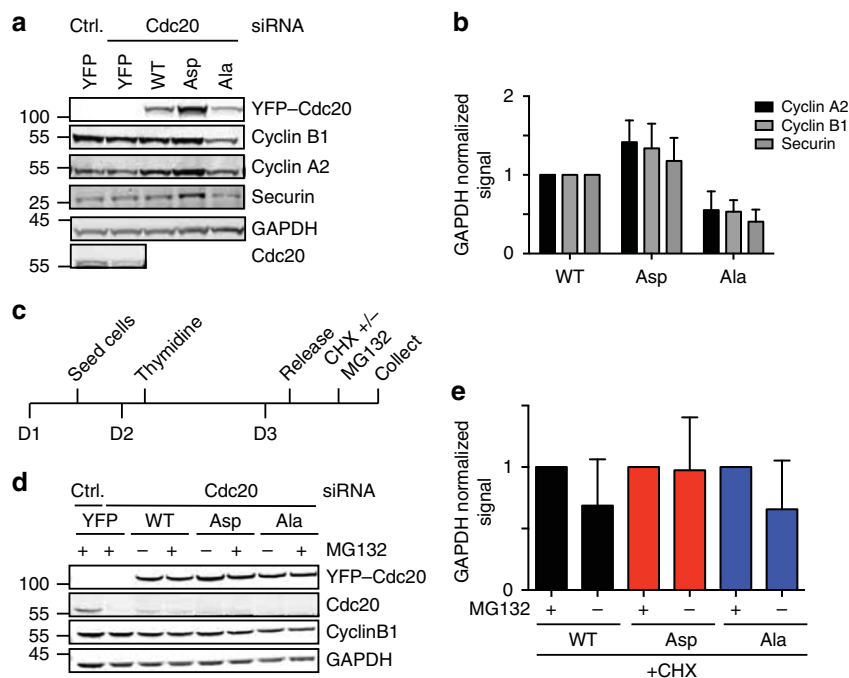 a
Ctrl. Cdc20 siRNA
YFP YFP WT Asp Ala
100 YFP–Cdc20
55 Cyclin B1
55 Cyclin A2
25 Securin
45 GAPDH
55 Cdc20
b
GAPDH normalized
signal
2
1
0
Cyclin A2
Cyclin B1
Securin
WT Asp Ala
c
Seed cells
Thymidine
Release
CHX +/–
MG132
Collect
D1 D2 D3
d
Ctrl. Cdc20 siRNA
YFP WT Asp Ala
+ + – + – + – + MG132
100 YFP–Cdc20
55 Cdc20
55 CyclinB1
45 GAPDH
e
GAPDH normalized
signal
1
0
MG132 + – + – + –
WT Asp Ala
+CHX